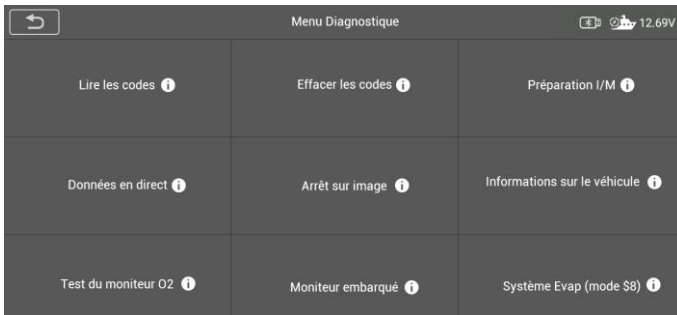 Menu Diagnostique 12.69V
Lire les codes Effacer les codes Préparation I/M
Données en direct Arrêt sur image Informations sur le véhicule
Test du moniteur O2 Moniteur embarqué Système Evap (mode $8)